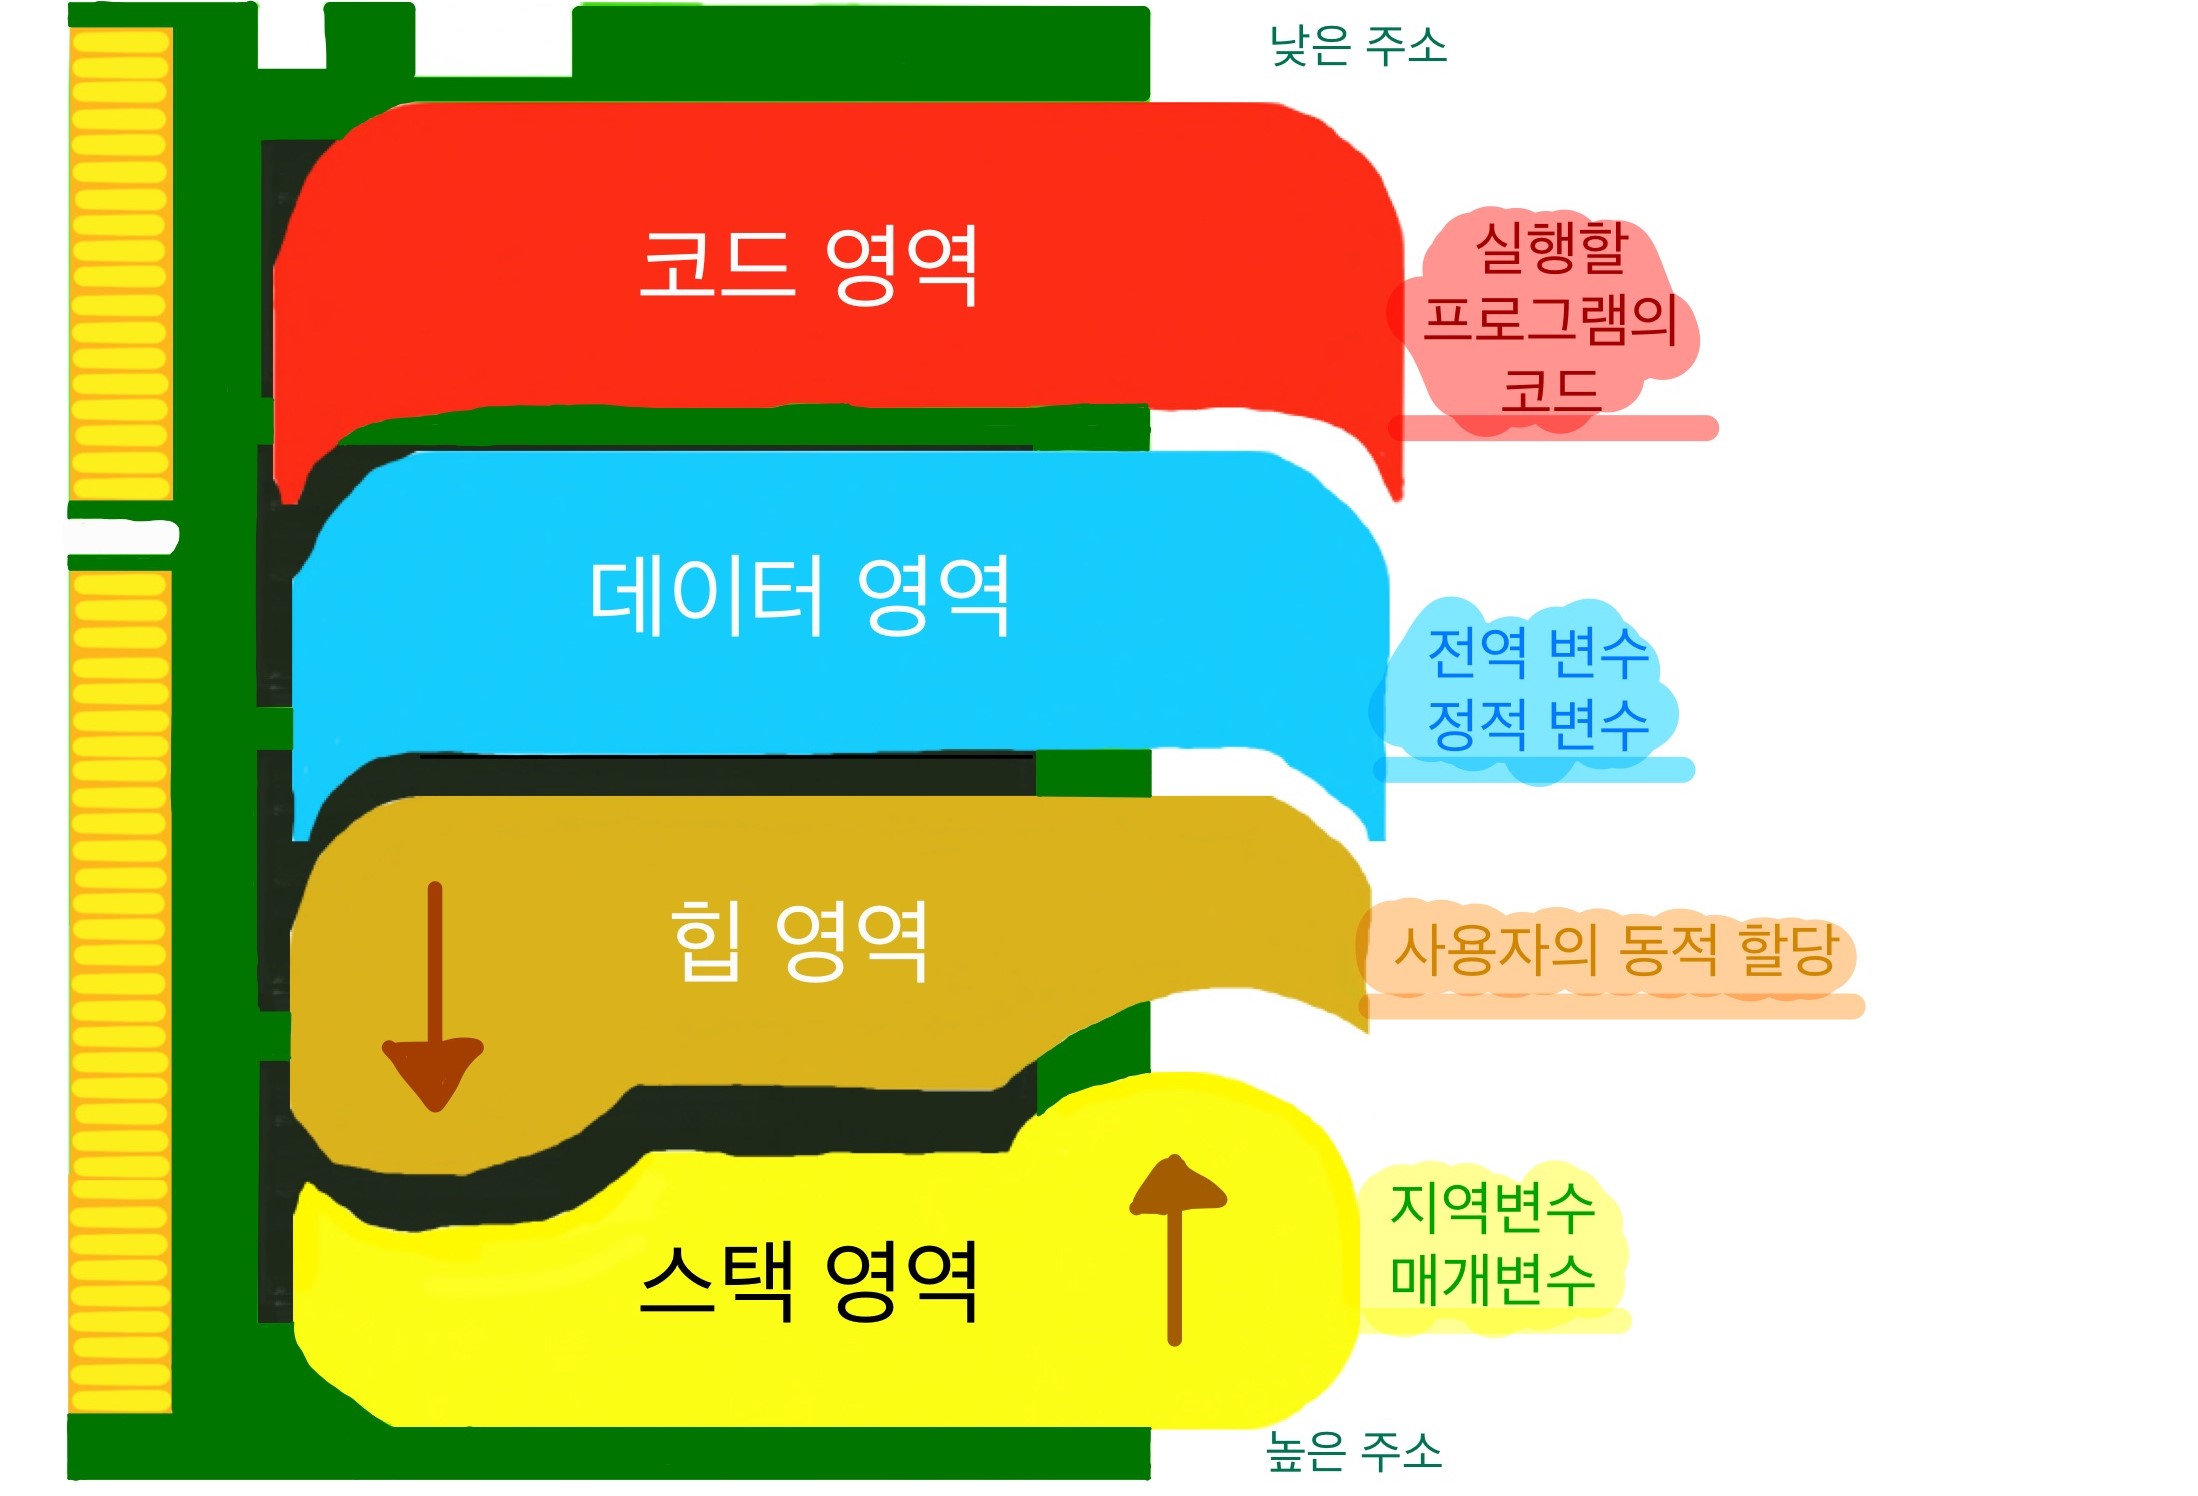 낮은 주소
코드 영역
실행할
프로그램의
코드
데이터 영역
전역 변수
정적 변수
힙 영역
사용자의 동적 할당
스택 영역
지역변수
매개변수
높은 주소